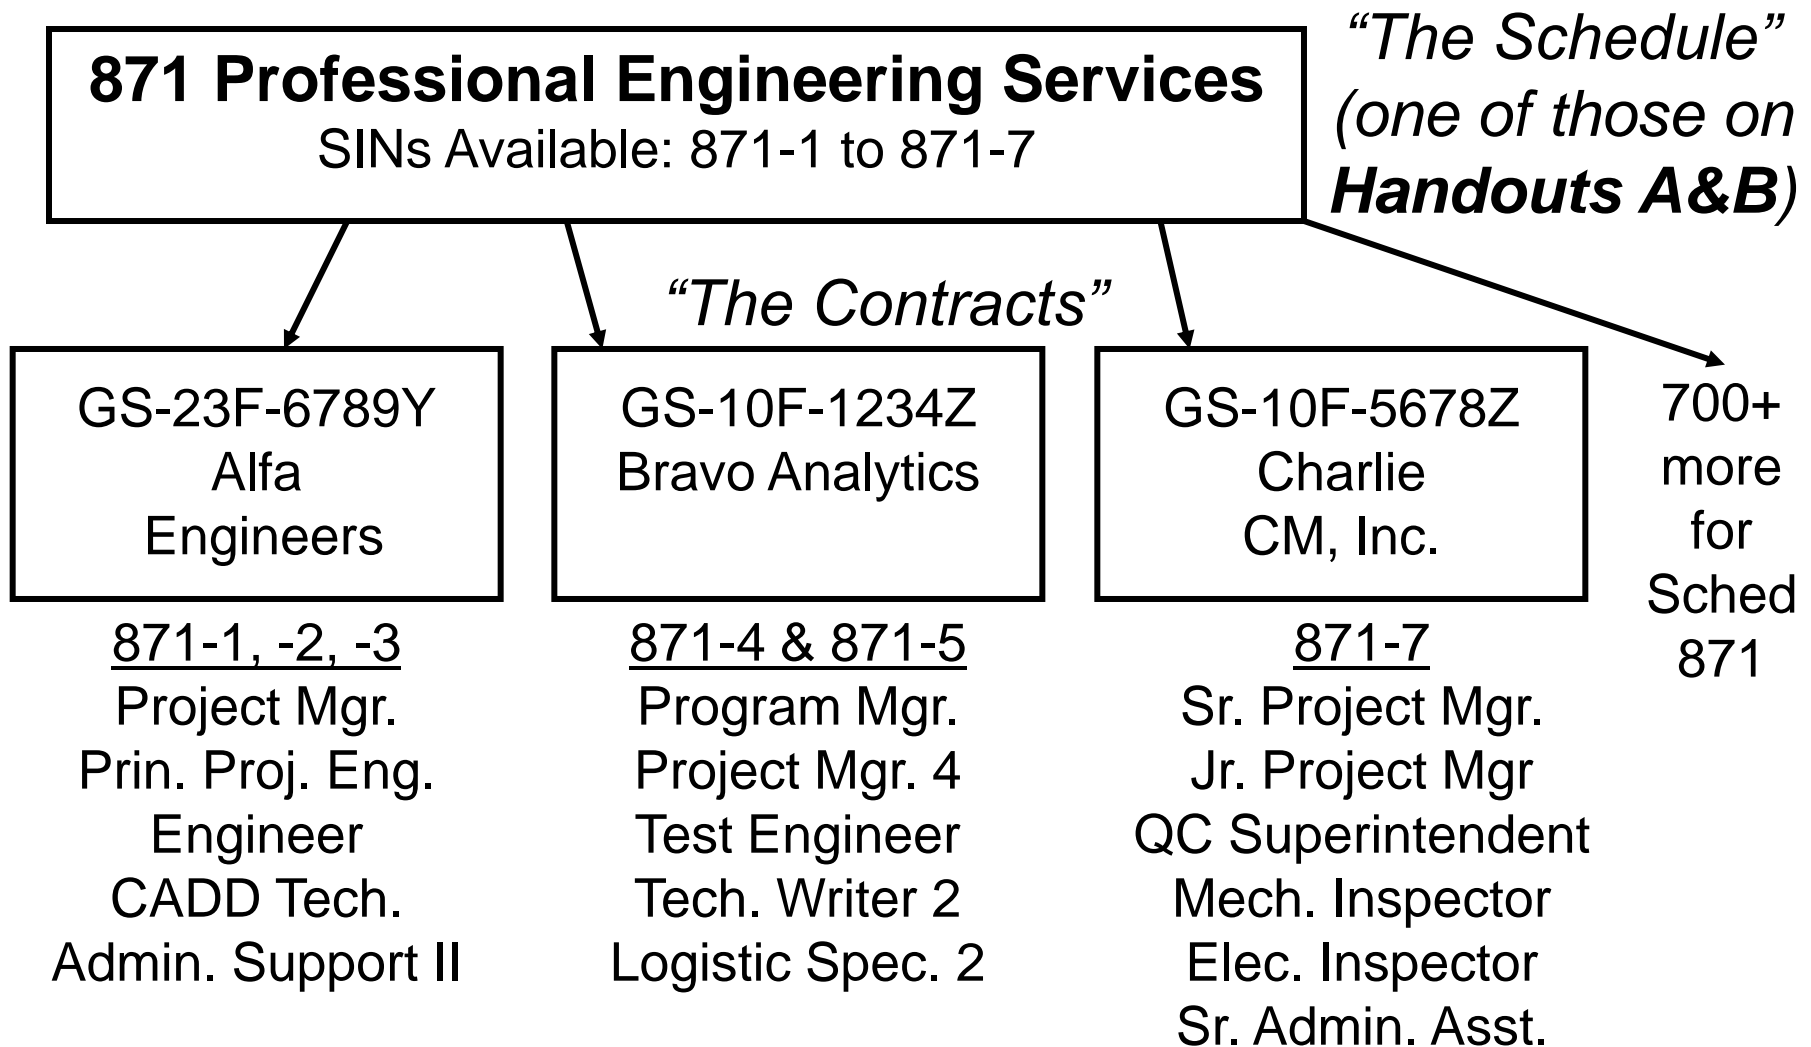 871 Professional Engineering Services
SINs Available: 871-1 to 871-7
“The Schedule”
(one of those on
Handouts A&B)
“The Contracts”
GS-23F-6789Y
Alfa
Engineers
871-1, -2, -3
Project Mgr.
Prin. Proj. Eng.
Engineer
CADD Tech.
Admin. Support II
GS-10F-1234Z
Bravo Analytics
871-4 & 871-5
Program Mgr.
Project Mgr. 4
Test Engineer
Tech. Writer 2
Logistic Spec. 2
GS-10F-5678Z
Charlie
CM, Inc.
871-7
Sr. Project Mgr.
Jr. Project Mgr
QC Superintendent
Mech. Inspector
Elec. Inspector
Sr. Admin. Asst.
700+
more
for
Sched
871